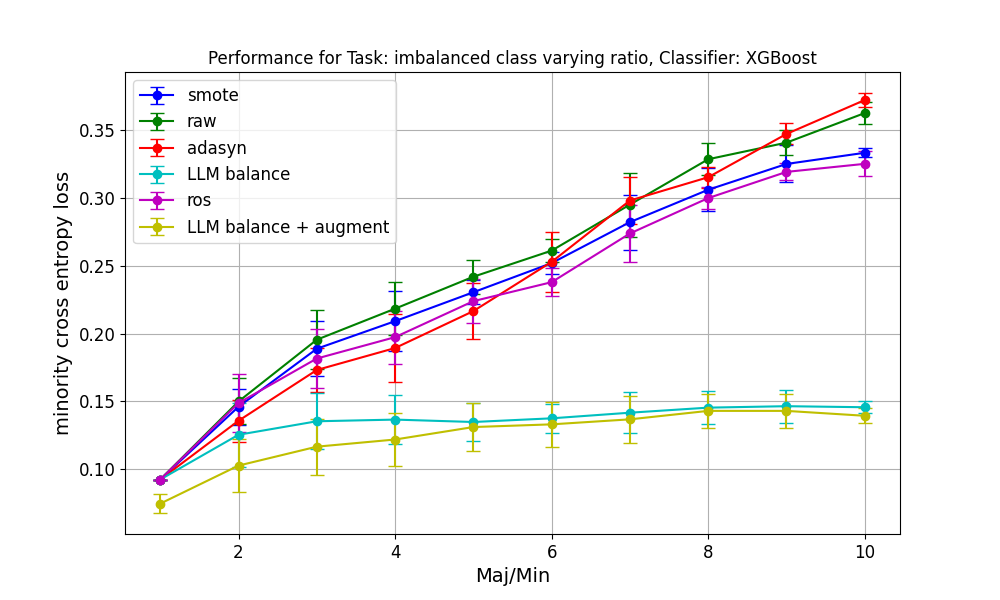 Performance for Task: imbalanced class varying ratio, Classifier: XGBoost
smote
raw
adasyn
LLM balance
ros
LLM balance + augment
minority cross entropy loss
0.35
0.30
0.25
0.20
0.15
0.10
2 4 6 8 10
Maj/Min